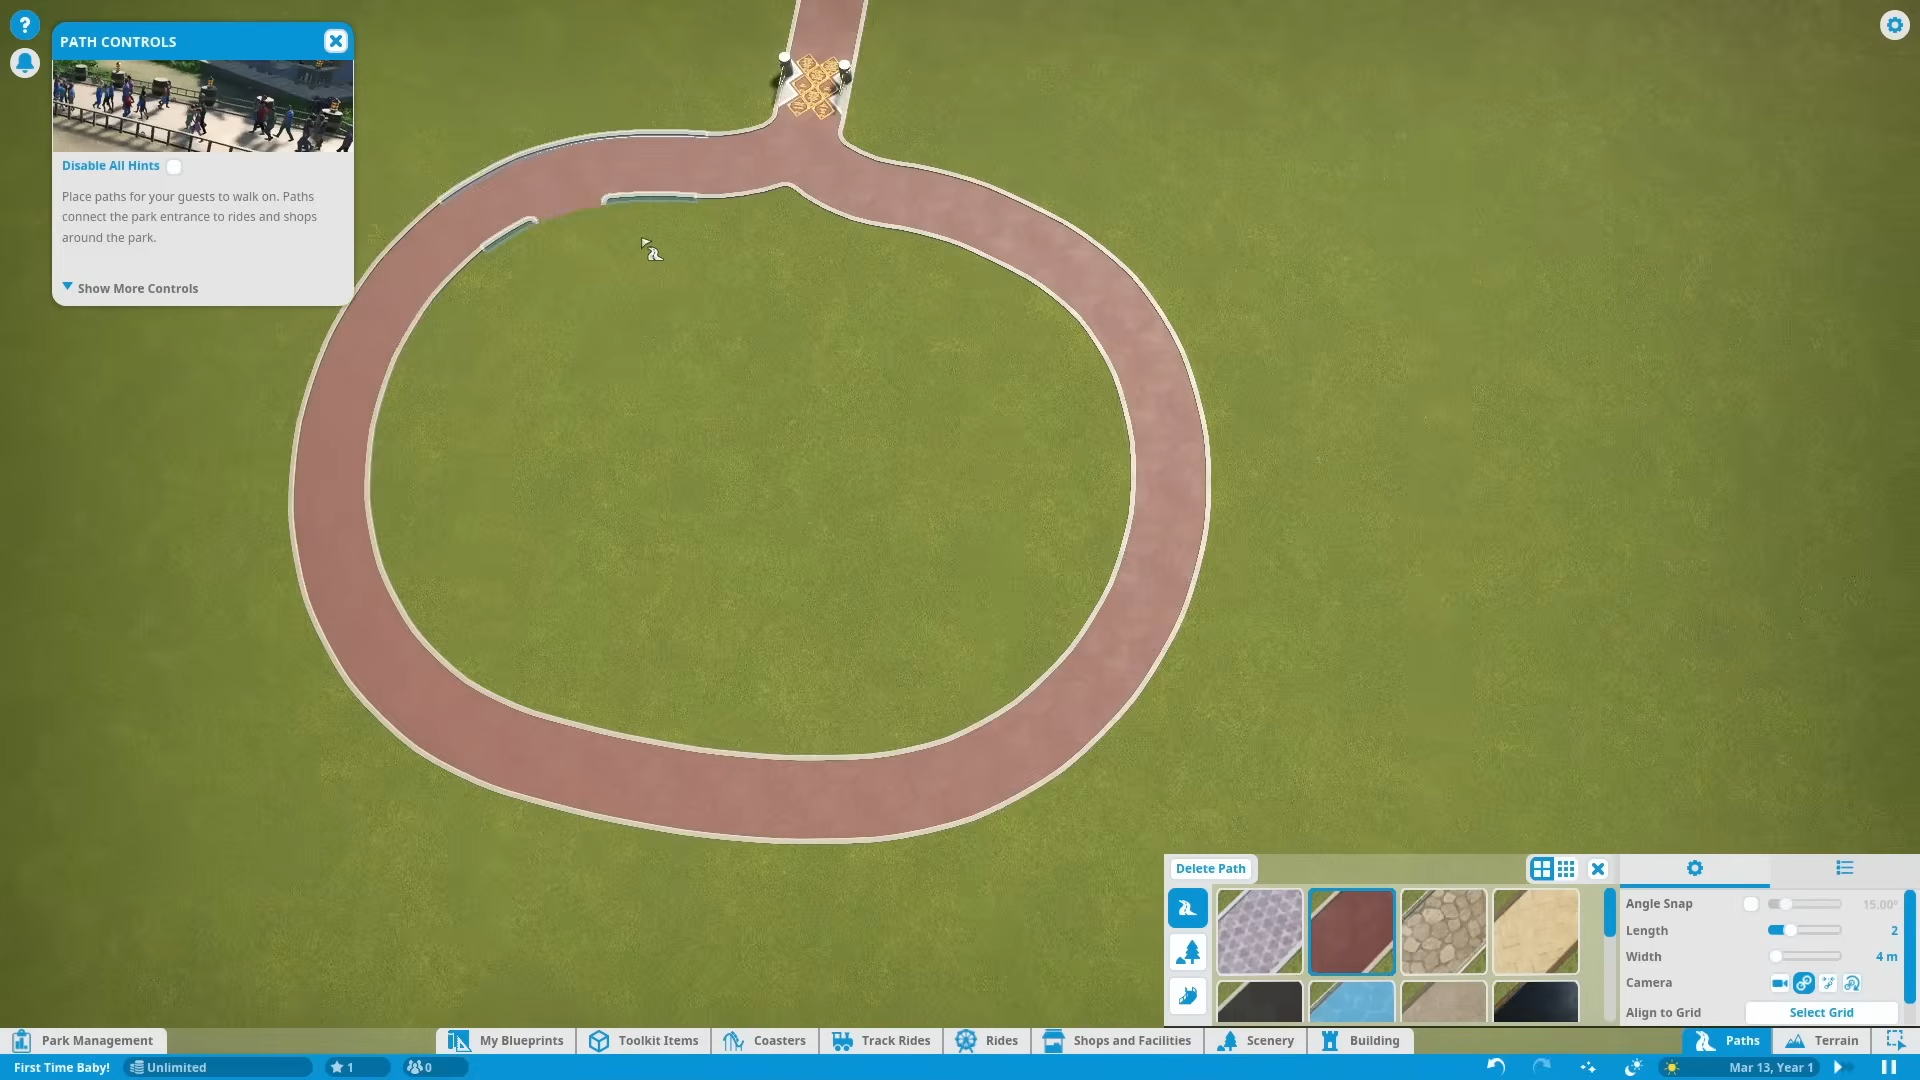 PATH CONTROLS
Disable All Hints
Place paths for your guests to walk on. Paths
connect the park entrance to rides and shops
around the park.
Show More Controls
Delete Path
Angle Snap 15.00°
Length 2
Width 4 m
Camera
Align to Grid Select Grid
Park Management My Blueprints Toolkit Items Coasters Track Rides Rides Shops and Facilities Scenery Building Paths Terrain
First Time Baby! Unlimited 1 0 Mar 13, Year 1